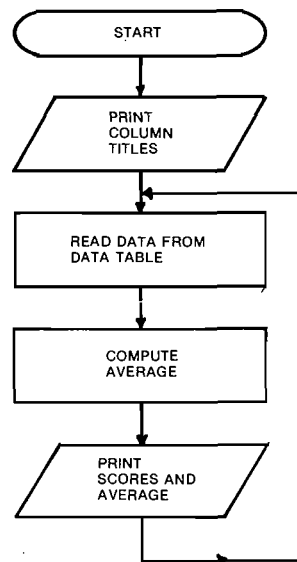 START
PRINT
COLUMN
TITLES
READ DATA FROM
DATA TABLE
COMPUTE
AVERAGE
PRINT
SCORES AND
AVERAGE